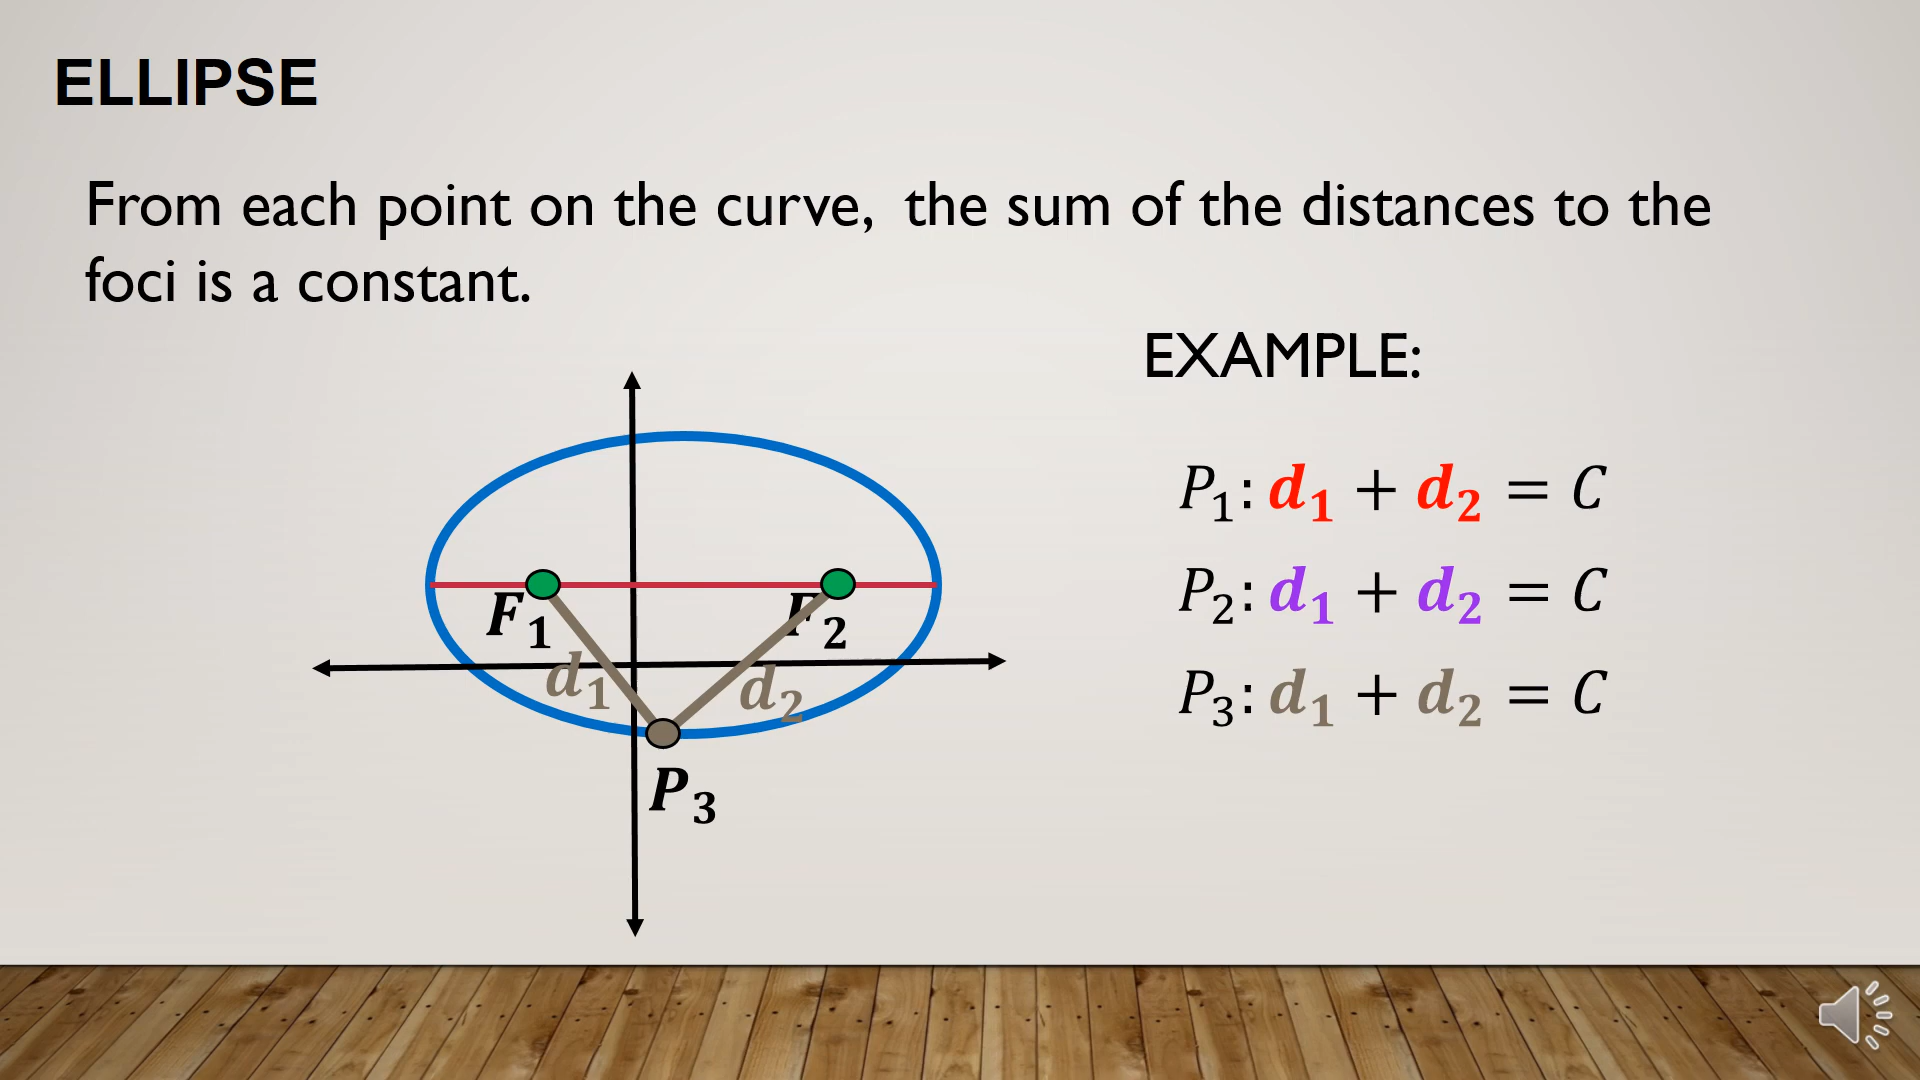 ELLIPSE
From each point on the curve,  the sum of the distances to the
foci is a constant.
EXAMPLE:
P₁: d₁ + d₂ = C
P₂: d₁ + d₂ = C
P₃: d₁ + d₂ = C
F₁
F₂
d₁
d₂
P₃